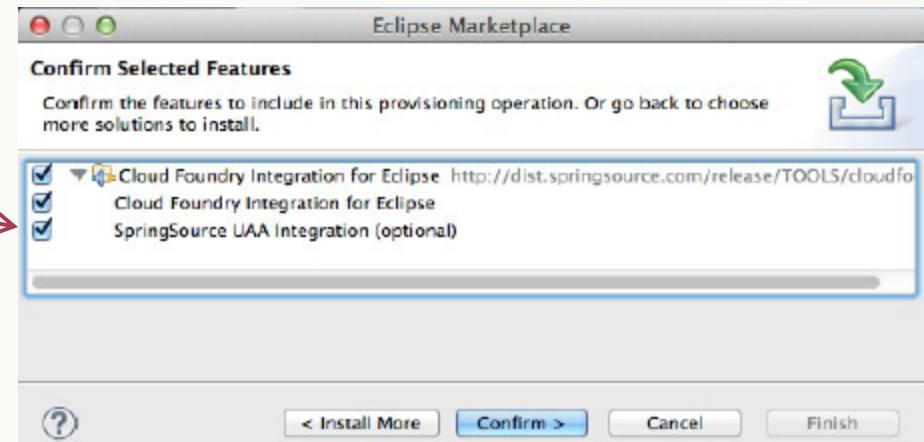 Eclipse Marketplace
Confirm Selected Features
Confirm the features to include in this provisioning operation. Or go back to choose
more solutions to install.
Cloud Foundry Integration for Eclipse http://dist.springsource.com/release/TOOLS/cloudfo
Cloud Foundry Integration for Eclipse
SpringSource UAA Integration (optional)
? < Install More Confirm > Cancel Finish